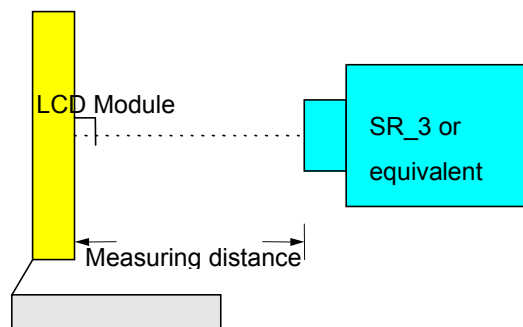 LCD Module
SR_3 or
equivalent
Measuring distance